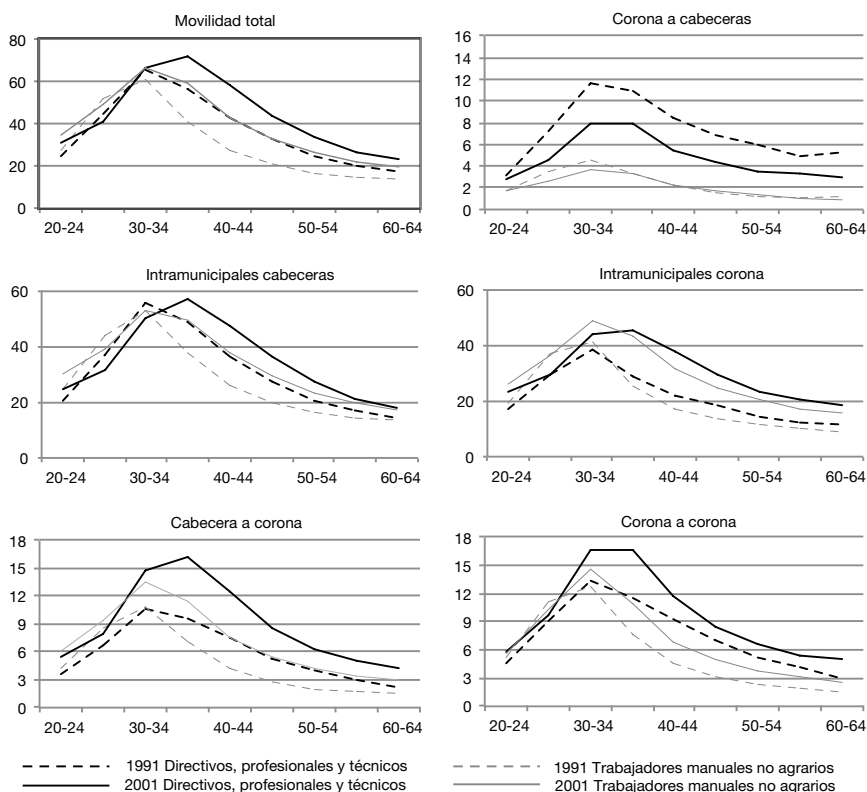 Movilidad total
80
60
40
20
0
20-24 30-34 40-44 50-54 60-64
Corona a cabeceras
16
14
12
10
8
6
4
2
0
20-24 30-34 40-44 50-54 60-64
Intramunicipales cabeceras
60
40
20
0
20-24 30-34 40-44 50-54 60-64
Intramunicipales corona
60
40
20
0
20-24 30-34 40-44 50-54 60-64
Cabecera a corona
18
15
12
9
6
3
0
20-24 30-34 40-44 50-54 60-64
Corona a corona
18
15
12
9
6
3
0
20-24 30-34 40-44 50-54 60-64
1991 Directivos, profesionales y técnicos
2001 Directivos, profesionales y técnicos
1991 Trabajadores manuales no agrarios
2001 Trabajadores manuales no agrarios